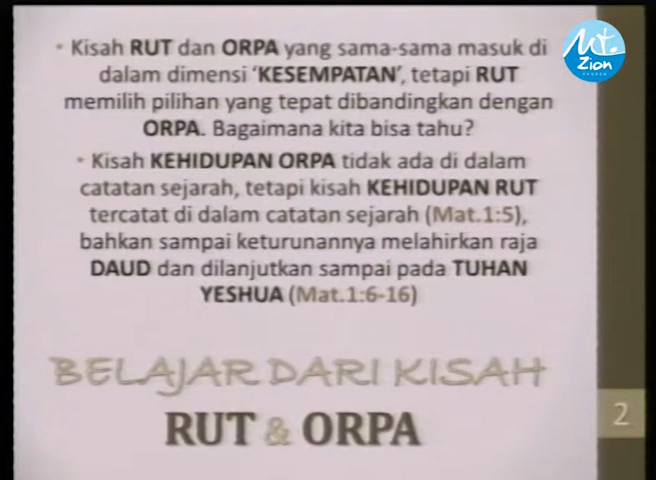 • Kisah RUT dan ORPA yang sama-sama masuk di
dalam dimensi ‘KESEMPATAN’, tetapi RUT
memilih pilihan yang tepat dibandingkan dengan
ORPA. Bagaimana kita bisa tahu?
• Kisah KEHIDUPAN ORPA tidak ada di dalam
catatan sejarah, tetapi kisah KEHIDUPAN RUT
tercatat di dalam catatan sejarah (Mat.1:5),
bahkan sampai keturunannya melahirkan raja
DAUD dan dilanjutkan sampai pada TUHAN
YESHUA (Mat.1:6-16)
BELAJAR DARI KISAH
RUT & ORPA
2
Mt.
Zion